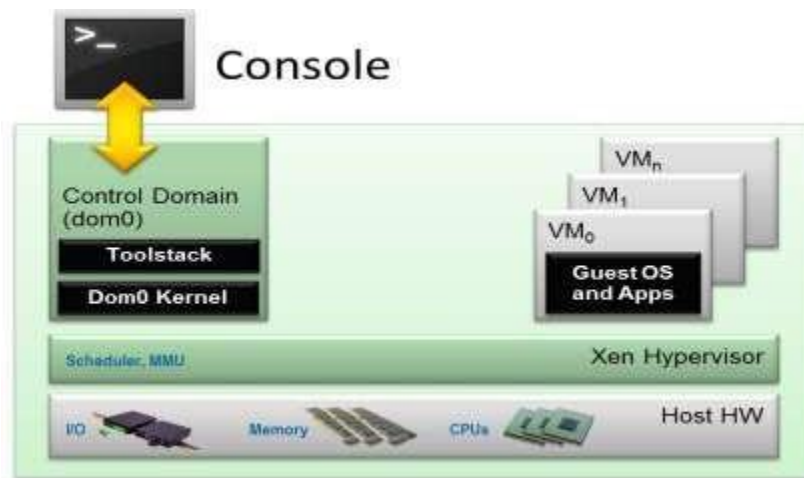 >_
Console
Control Domain
(dom0)
Toolstack
Dom0 Kernel
VMn
VM1
VM0
Guest OS
and Apps
Scheduler, MMU
Xen Hypervisor
I/O
Memory
CPUs
Host HW